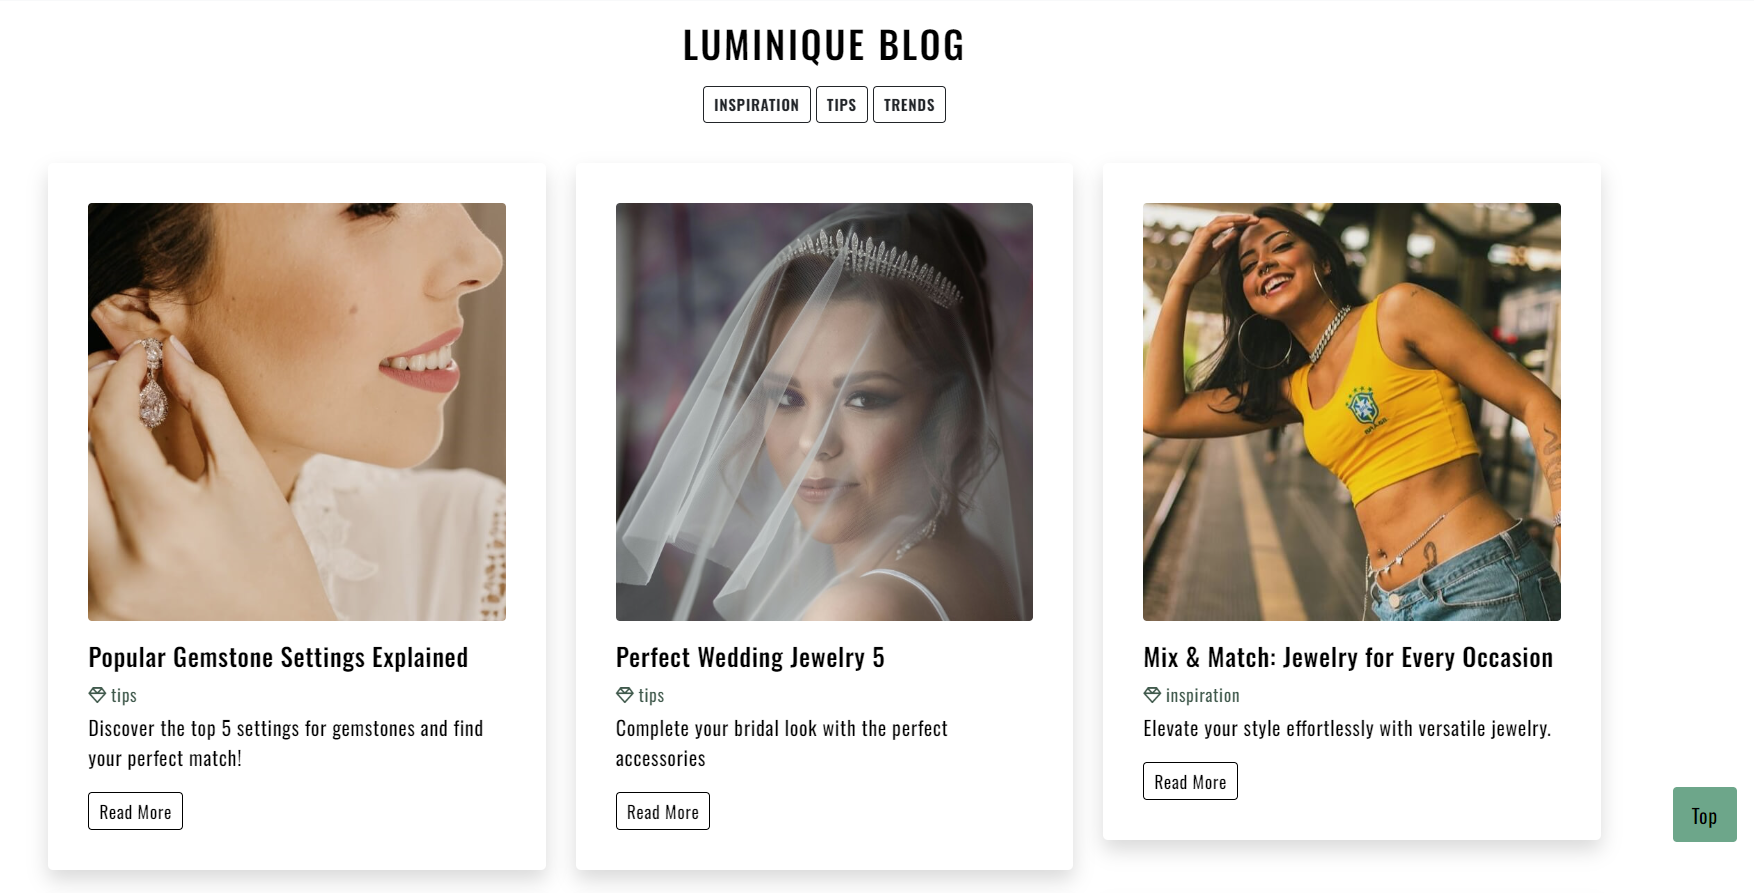 LUMINIQUE BLOG
INSPIRATION TIPS TRENDS
Popular Gemstone Settings Explained
tips
Discover the top 5 settings for gemstones and find
your perfect match!
Read More
Perfect Wedding Jewelry 5
tips
Complete your bridal look with the perfect
accessories
Read More
BRASIL
Mix & Match: Jewelry for Every Occasion
inspiration
Elevate your style effortlessly with versatile jewelry.
Read More
Top